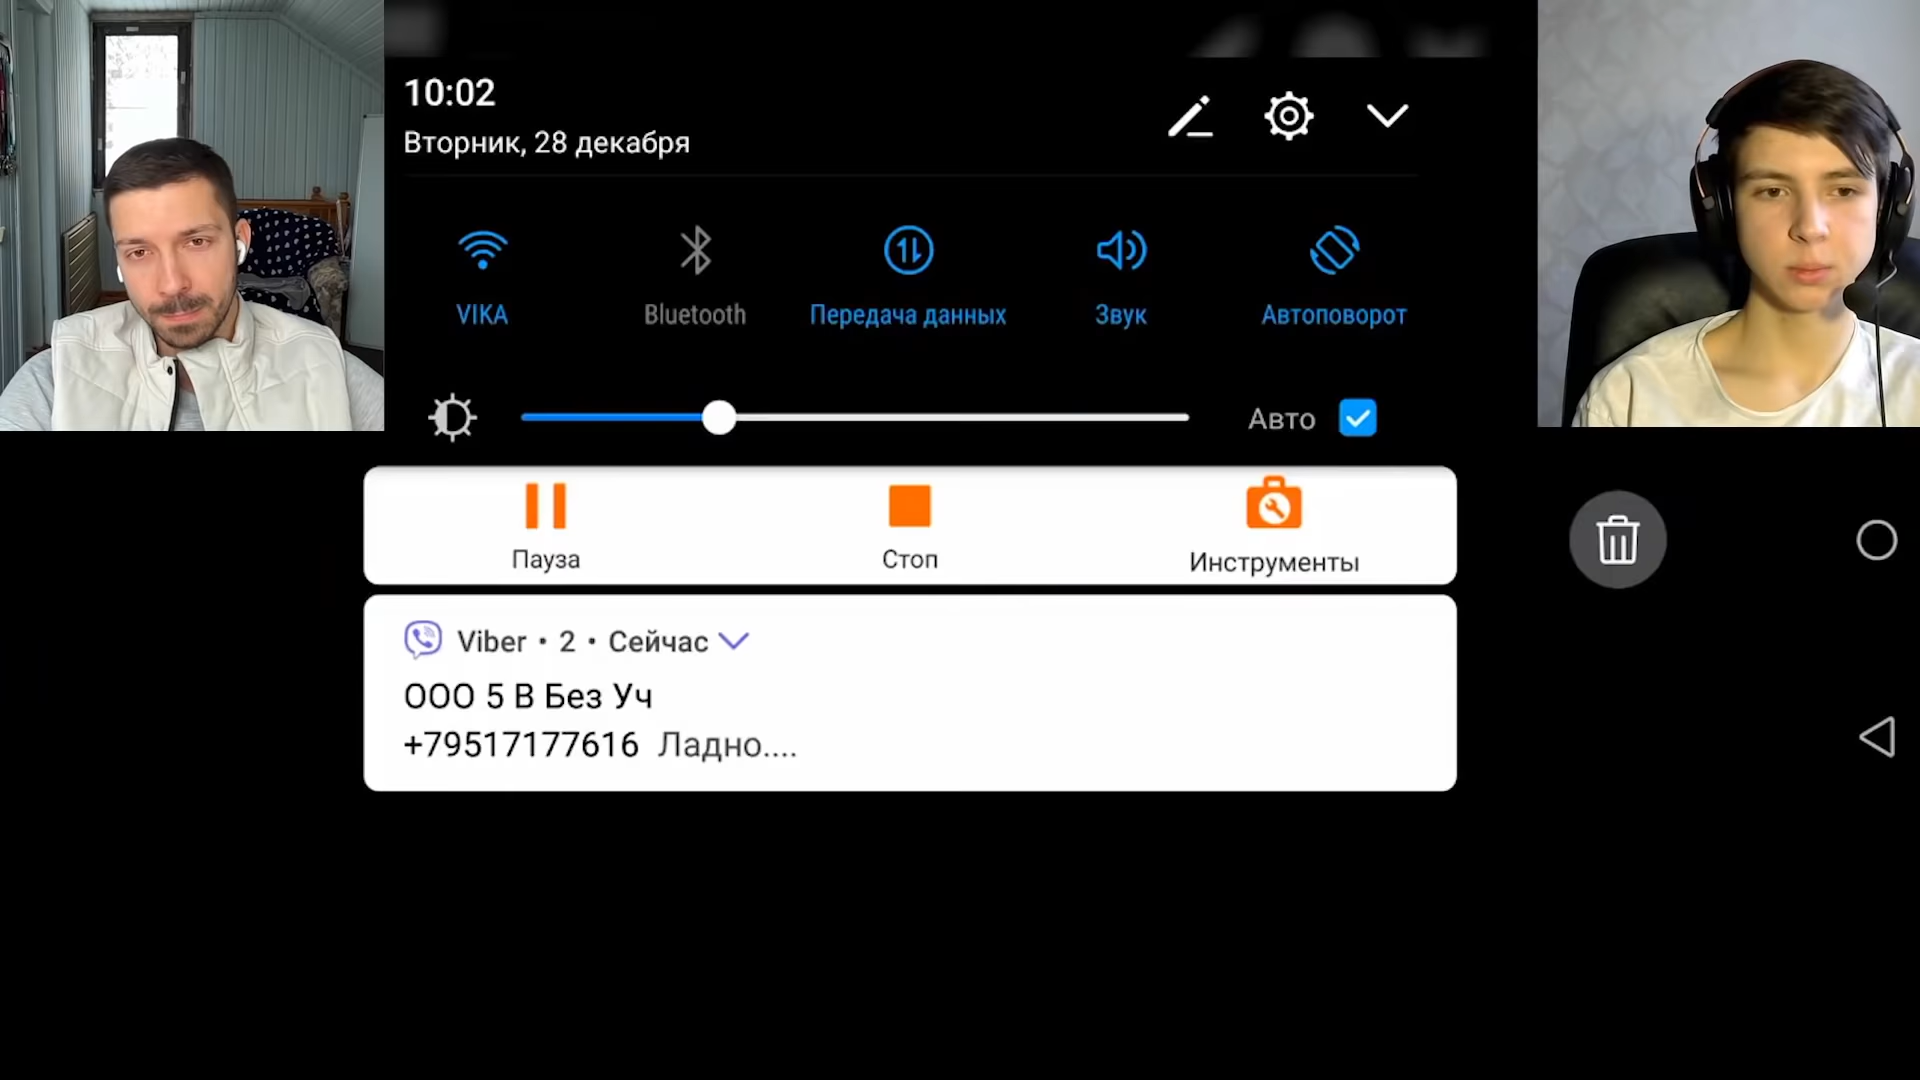 10:02
Вторник, 28 декабря
VIKA
Bluetooth
Передача данных
Звук
Автоповорот
Авто
Пауза
Стоп
Инструменты
Viber • 2 • Сейчас
ООО 5 В Без Уч
+79517177616 Ладно....